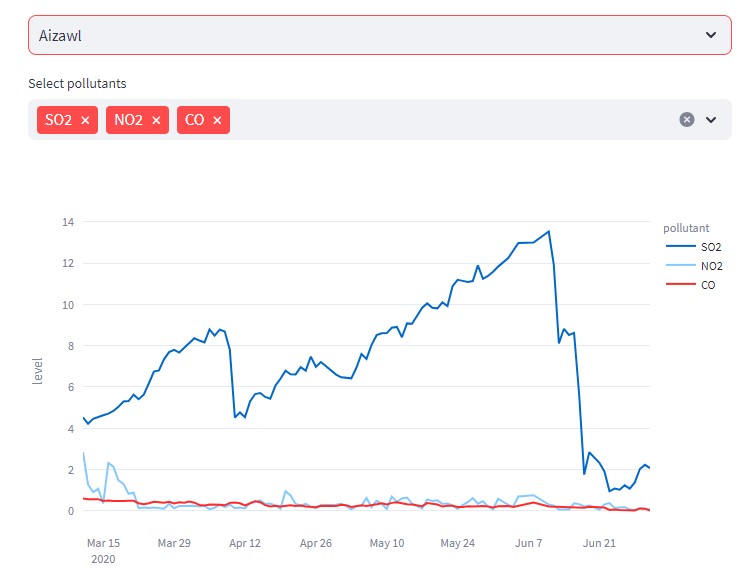 Aizawl
Select pollutants
SO2 × NO2 × CO ×
pollutant
SO2
NO2
CO
level
14
12
10
8
6
4
2
0
Mar 15 Mar 29 Apr 12 Apr 26 May 10 May 24 Jun 7 Jun 21
2020